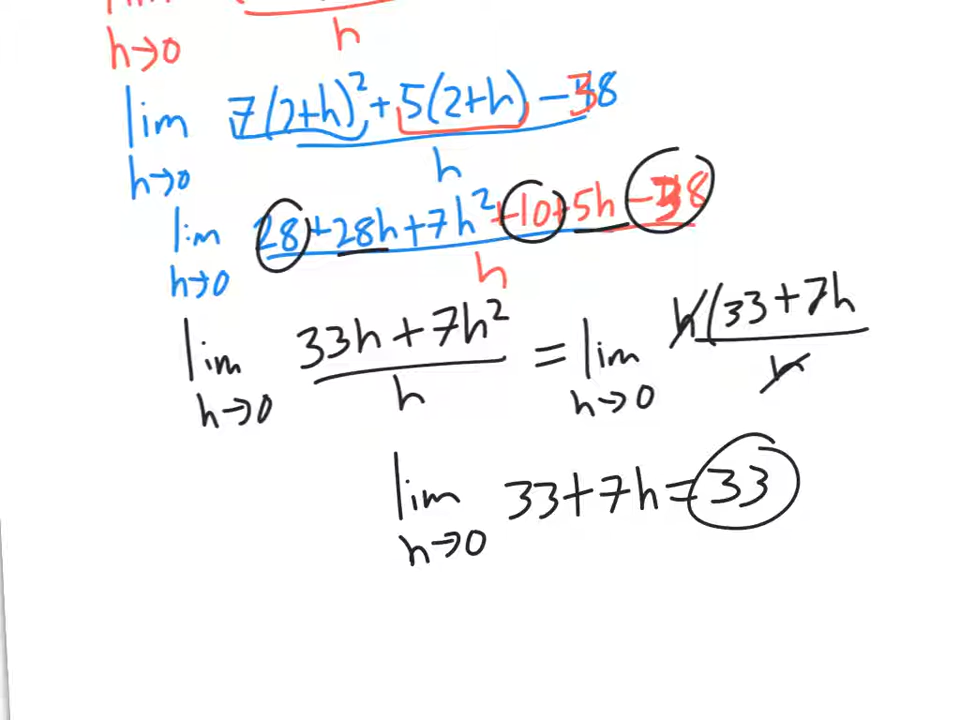 h→0 h
lim 7(2+h)²+5(2+h)-38
h→0 h
lim 28+28h+7h²+10+5h-38
h→0 h
lim 33h+7h² = lim h(33+7h
h→0 h h→0 h
lim 33+7h=33
h→0